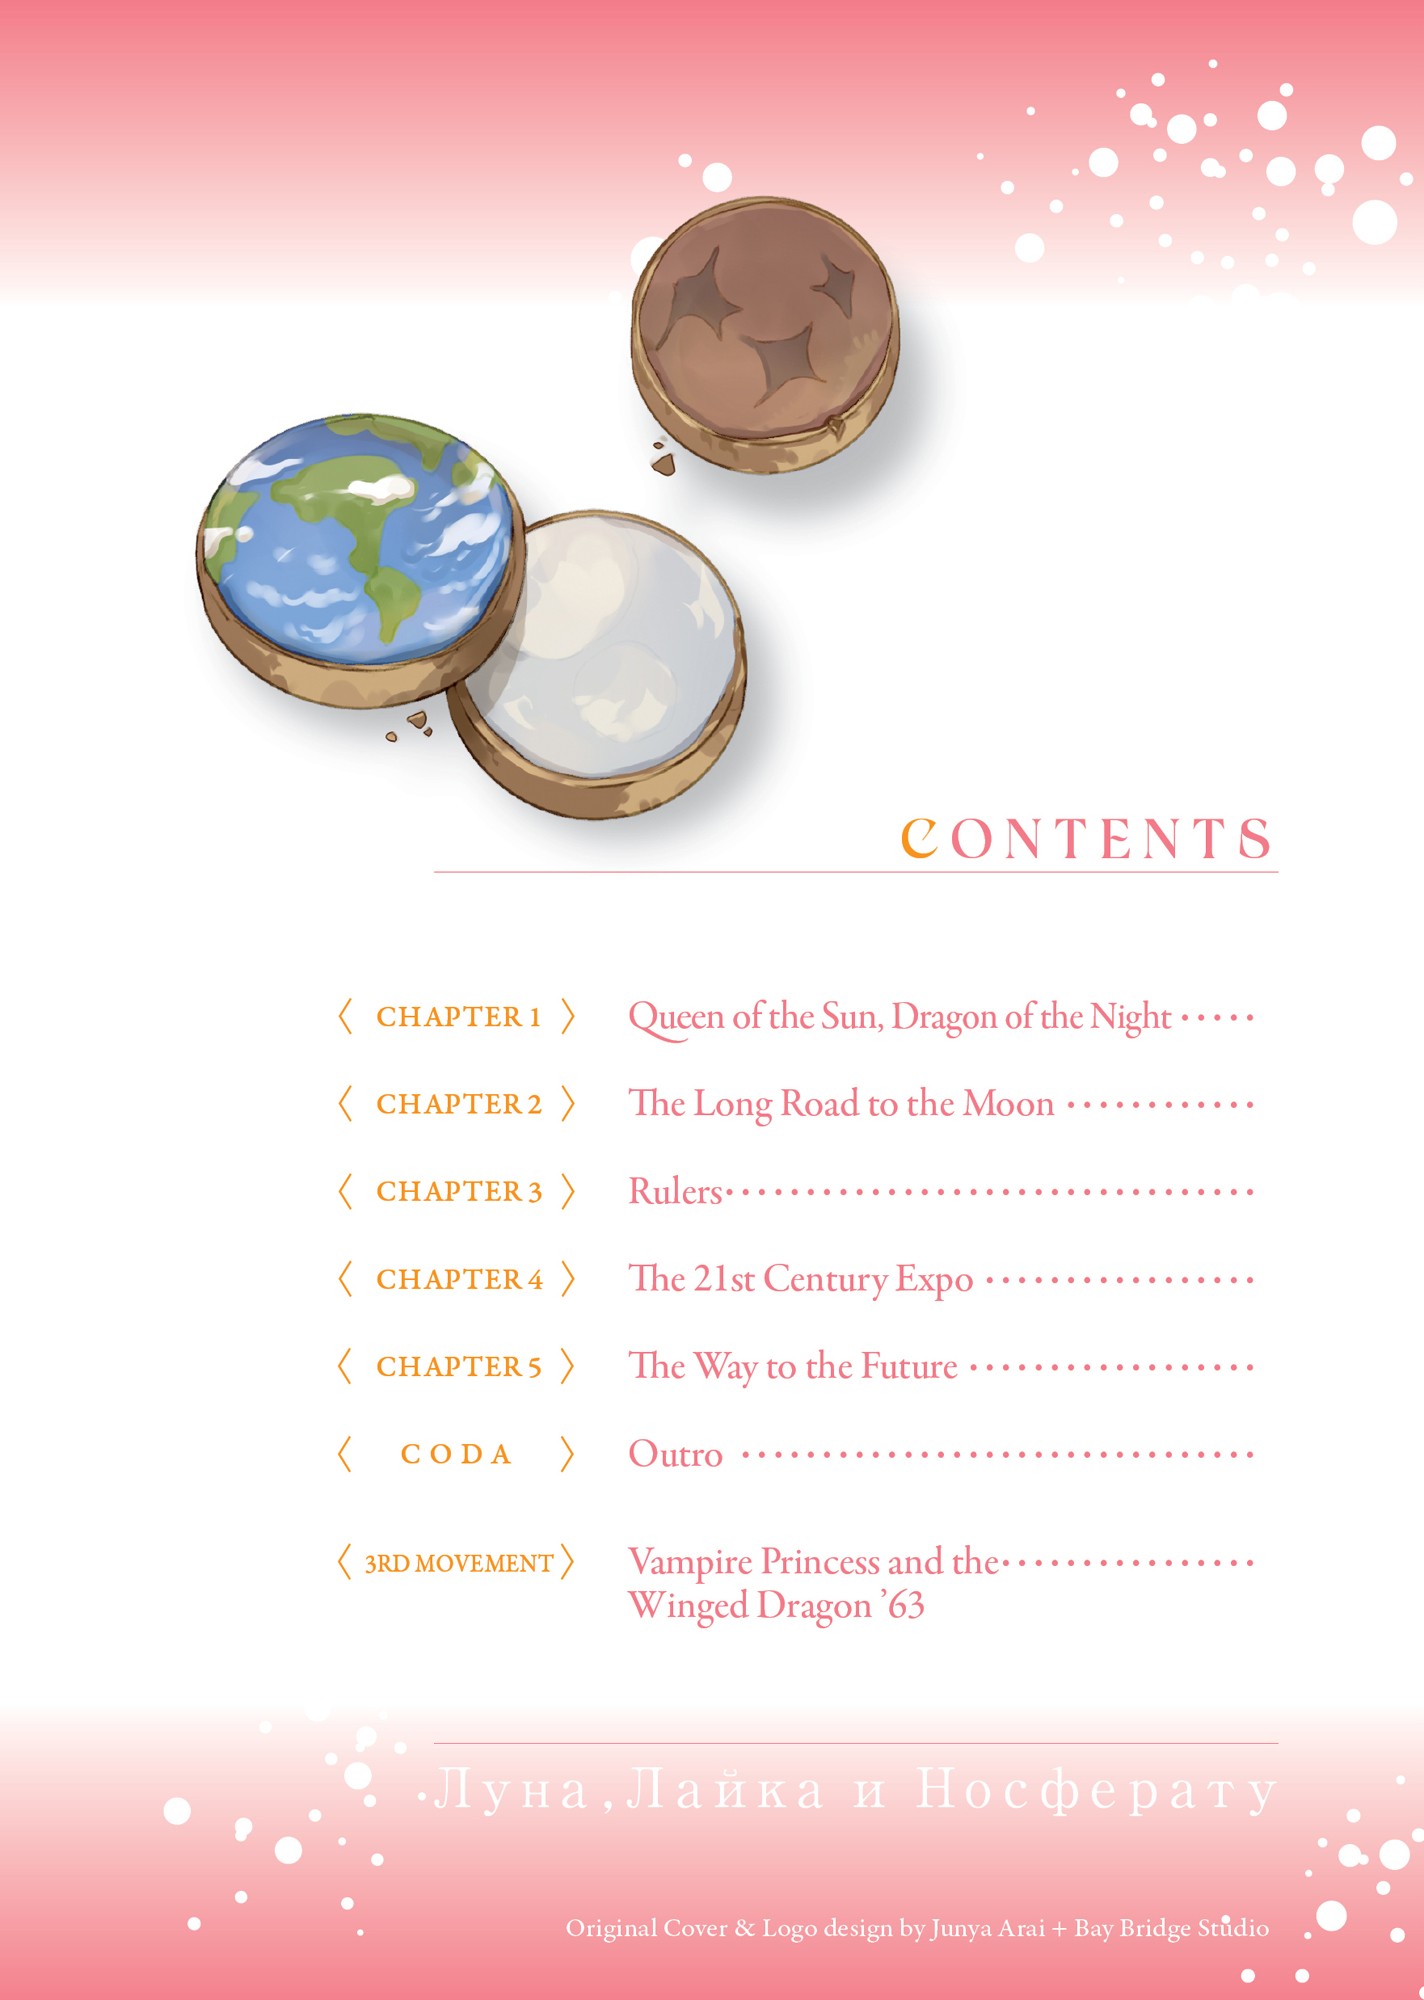 CONTENTS
〈 CHAPTER 1 〉 Queen of the Sun, Dragon of the Night ·····
〈 CHAPTER 2 〉 The Long Road to the Moon ············
〈 CHAPTER 3 〉 Rulers·································
〈 CHAPTER 4 〉 The 21st Century Expo ·················
〈 CHAPTER 5 〉 The Way to the Future ··················
〈 CODA 〉 Outro ································
〈 3RD MOVEMENT 〉 Vampire Princess and the················
Winged Dragon ’63
Луна, Лайка и Носферату
Original Cover & Logo design by Junya Arai + Bay Bridge Studio